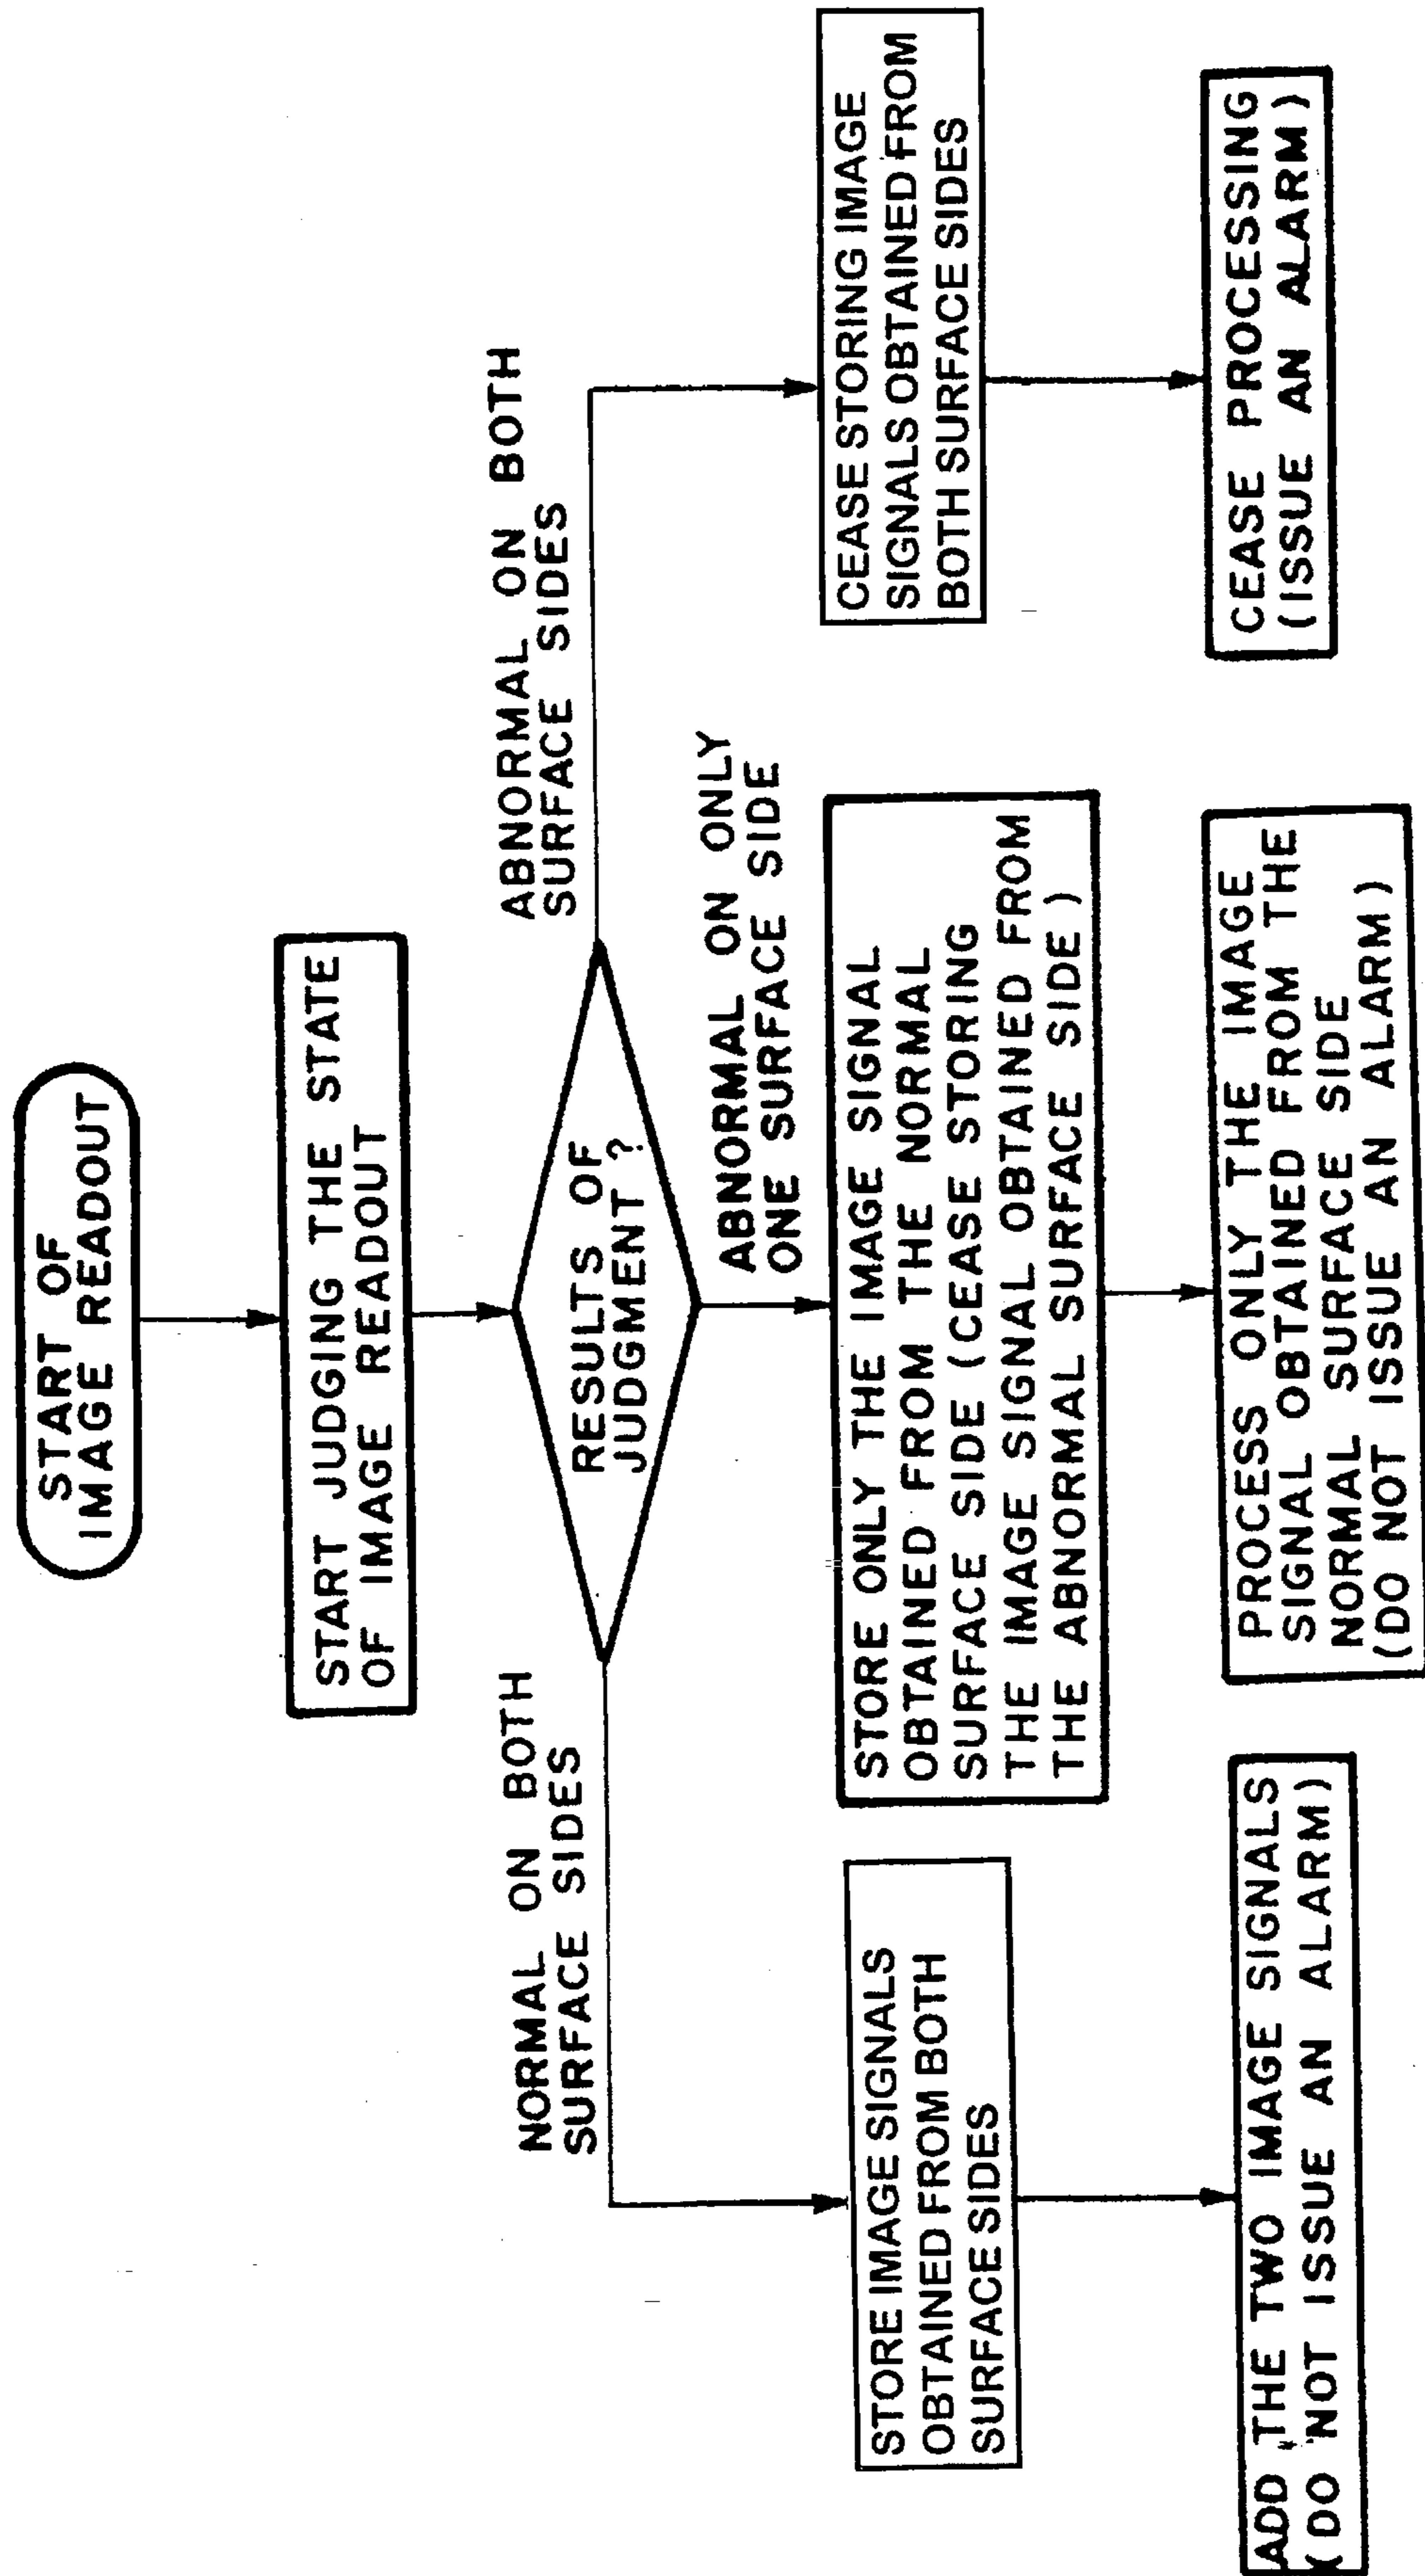 START OF
IMAGE READOUT
START JUDGING THE STATE
OF IMAGE READOUT
RESULTS OF
JUDGMENT ?
NORMAL ON BOTH
SURFACE SIDES
ABNORMAL ON ONLY
ONE SURFACE SIDE
ABNORMAL ON BOTH
SURFACE SIDES
STORE IMAGE SIGNALS
OBTAINED FROM BOTH
SURFACE SIDES
STORE ONLY THE IMAGE SIGNAL
OBTAINED FROM THE NORMAL
SURFACE SIDE (CEASE STORING
THE IMAGE SIGNAL OBTAINED FROM
THE ABNORMAL SURFACE SIDE)
CEASE STORING IMAGE
SIGNALS OBTAINED FROM
BOTH SURFACE SIDES
ADD THE TWO IMAGE SIGNALS
(DO NOT ISSUE AN ALARM)
PROCESS ONLY THE IMAGE
SIGNAL OBTAINED FROM THE
NORMAL SURFACE SIDE
(DO NOT ISSUE AN ALARM)
CEASE PROCESSING
(ISSUE AN ALARM)